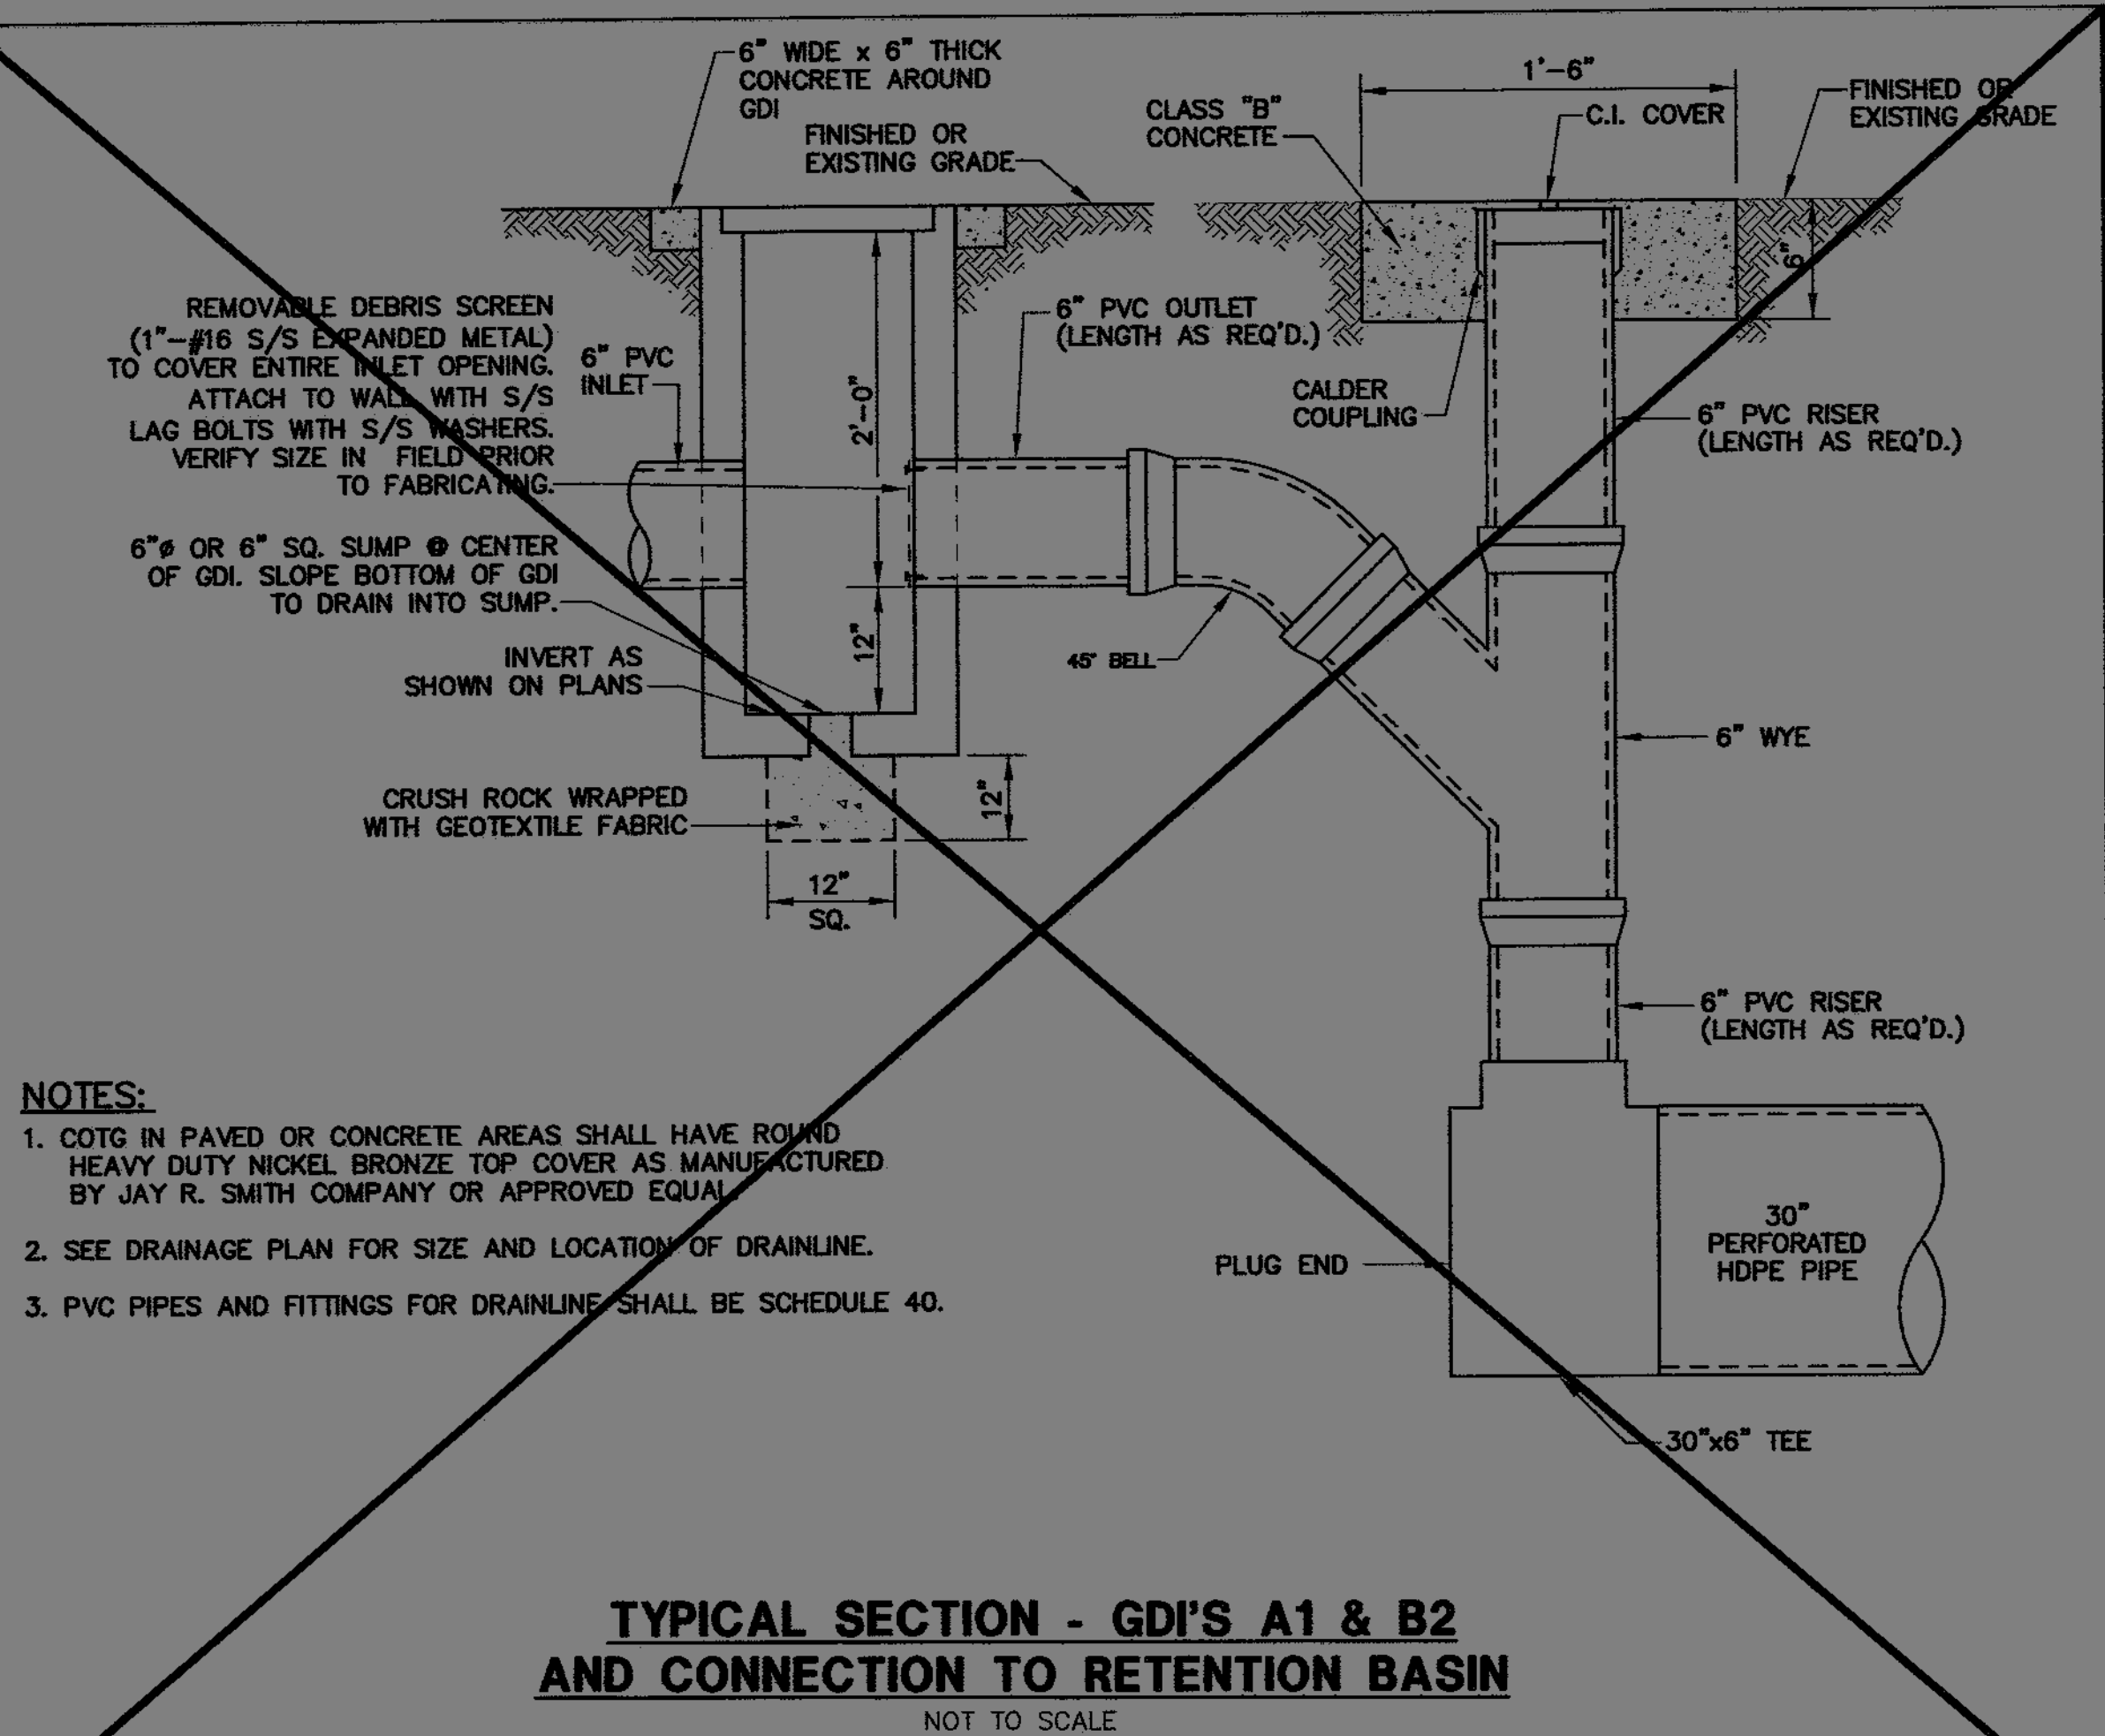 6" WIDE x 6" THICK
CONCRETE AROUND
GDI
FINISHED OR
EXISTING GRADE
CLASS "B"
CONCRETE
1'-6"
C.I. COVER
FINISHED OR
EXISTING GRADE
6"
REMOVABLE DEBRIS SCREEN
(1"-#16 S/S EXPANDED METAL)
TO COVER ENTIRE INLET OPENING.
ATTACH TO WALL WITH S/S
LAG BOLTS WITH S/S WASHERS.
VERIFY SIZE IN FIELD PRIOR
TO FABRICATING.
6" PVC
INLET
2'-0"
6" PVC OUTLET
(LENGTH AS REQ'D.)
CALDER
COUPLING
6" PVC RISER
(LENGTH AS REQ'D.)
6"ø OR 6" SQ. SUMP @ CENTER
OF GDI. SLOPE BOTTOM OF GDI
TO DRAIN INTO SUMP.
12"
45° BELL
INVERT AS
SHOWN ON PLANS
6" WYE
CRUSH ROCK WRAPPED
WITH GEOTEXTILE FABRIC
12"
12"
SQ.
6" PVC RISER
(LENGTH AS REQ'D.)
NOTES:
1. COTG IN PAVED OR CONCRETE AREAS SHALL HAVE ROUND
HEAVY DUTY NICKEL BRONZE TOP COVER AS MANUFACTURED
BY JAY R. SMITH COMPANY OR APPROVED EQUAL
2. SEE DRAINAGE PLAN FOR SIZE AND LOCATION OF DRAINLINE.
3. PVC PIPES AND FITTINGS FOR DRAINLINE SHALL BE SCHEDULE 40.
PLUG END
30"
PERFORATED
HDPE PIPE
30"x6" TEE
TYPICAL SECTION - GDI'S A1 & B2
AND CONNECTION TO RETENTION BASIN
NOT TO SCALE